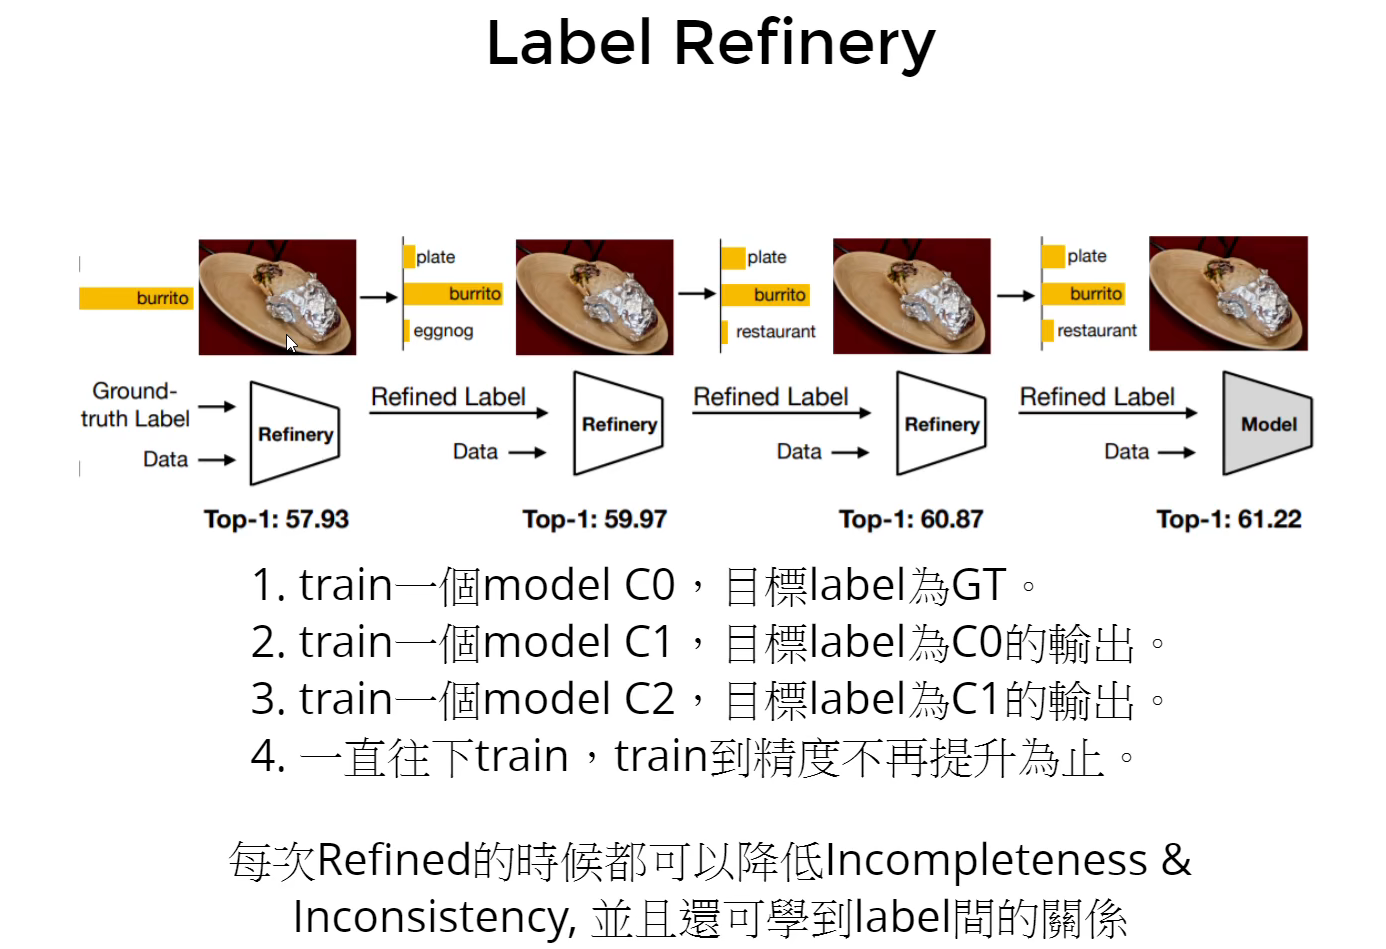 Label Refinery
burrito
plate
burrito
eggnog
plate
burrito
restaurant
plate
burrito
restaurant
Ground-
truth Label
Data
Refinery
Refined Label
Data
Refinery
Refined Label
Data
Refinery
Refined Label
Data
Model
Top-1: 57.93
Top-1: 59.97
Top-1: 60.87
Top-1: 61.22
1. train一個model C0，目標label為GT。
2. train一個model C1，目標label為C0的輸出。
3. train一個model C2，目標label為C1的輸出。
4. 一直往下train，train到精度不再提升為止。
每次Refined的時候都可以降低Incompleteness &
Inconsistency, 並且還可學到label間的關係